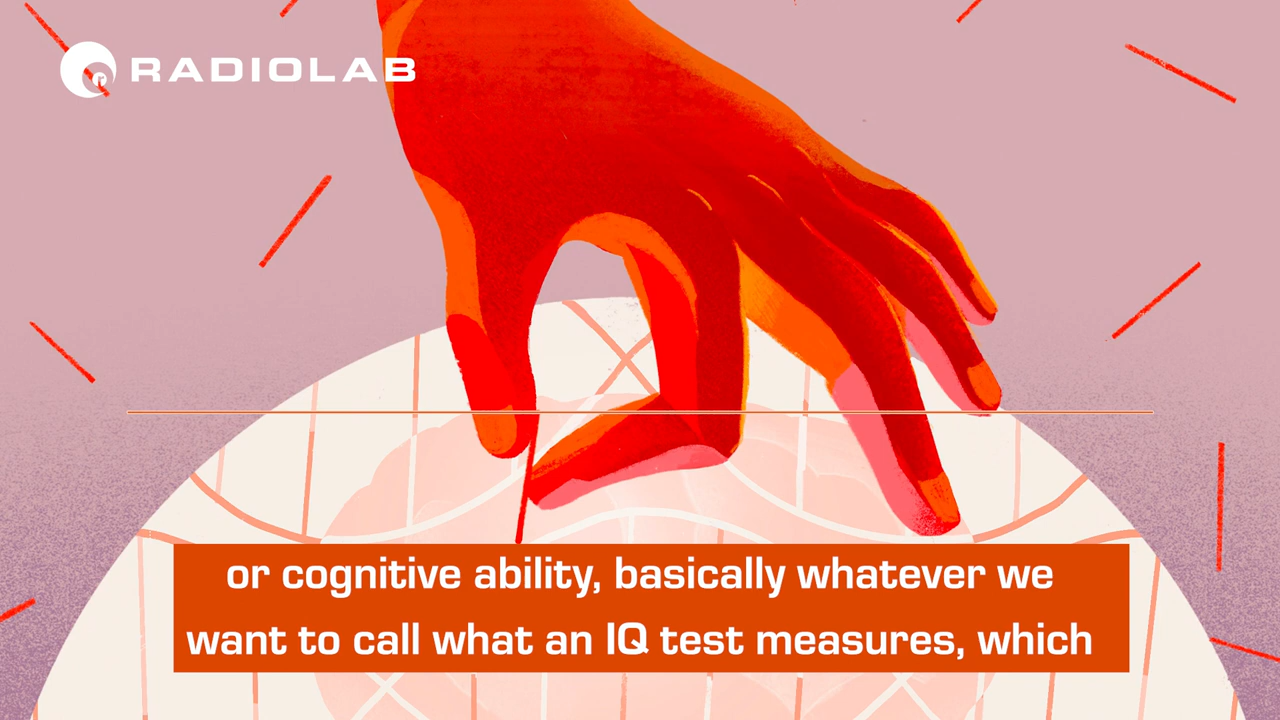 RADIOLAB
or cognitive ability, basically whatever we
want to call what an IQ test measures, which